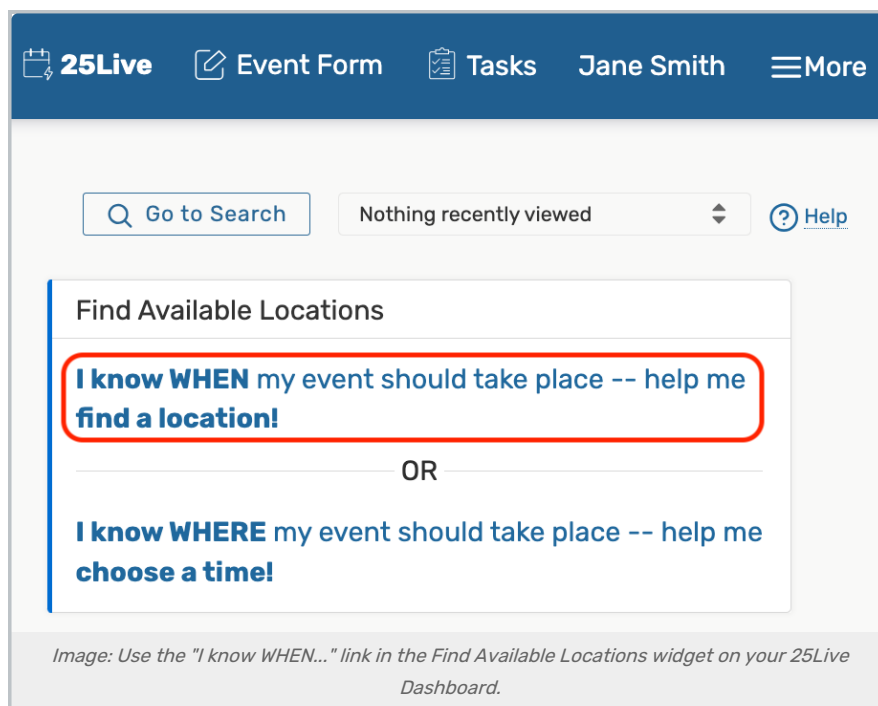 25Live Event Form Tasks Jane Smith More
Go to Search Nothing recently viewed Help
Find Available Locations
I know WHEN my event should take place -- help me
find a location!
OR
I know WHERE my event should take place -- help me
choose a time!
Image: Use the "I know WHEN..." link in the Find Available Locations widget on your 25Live
Dashboard.